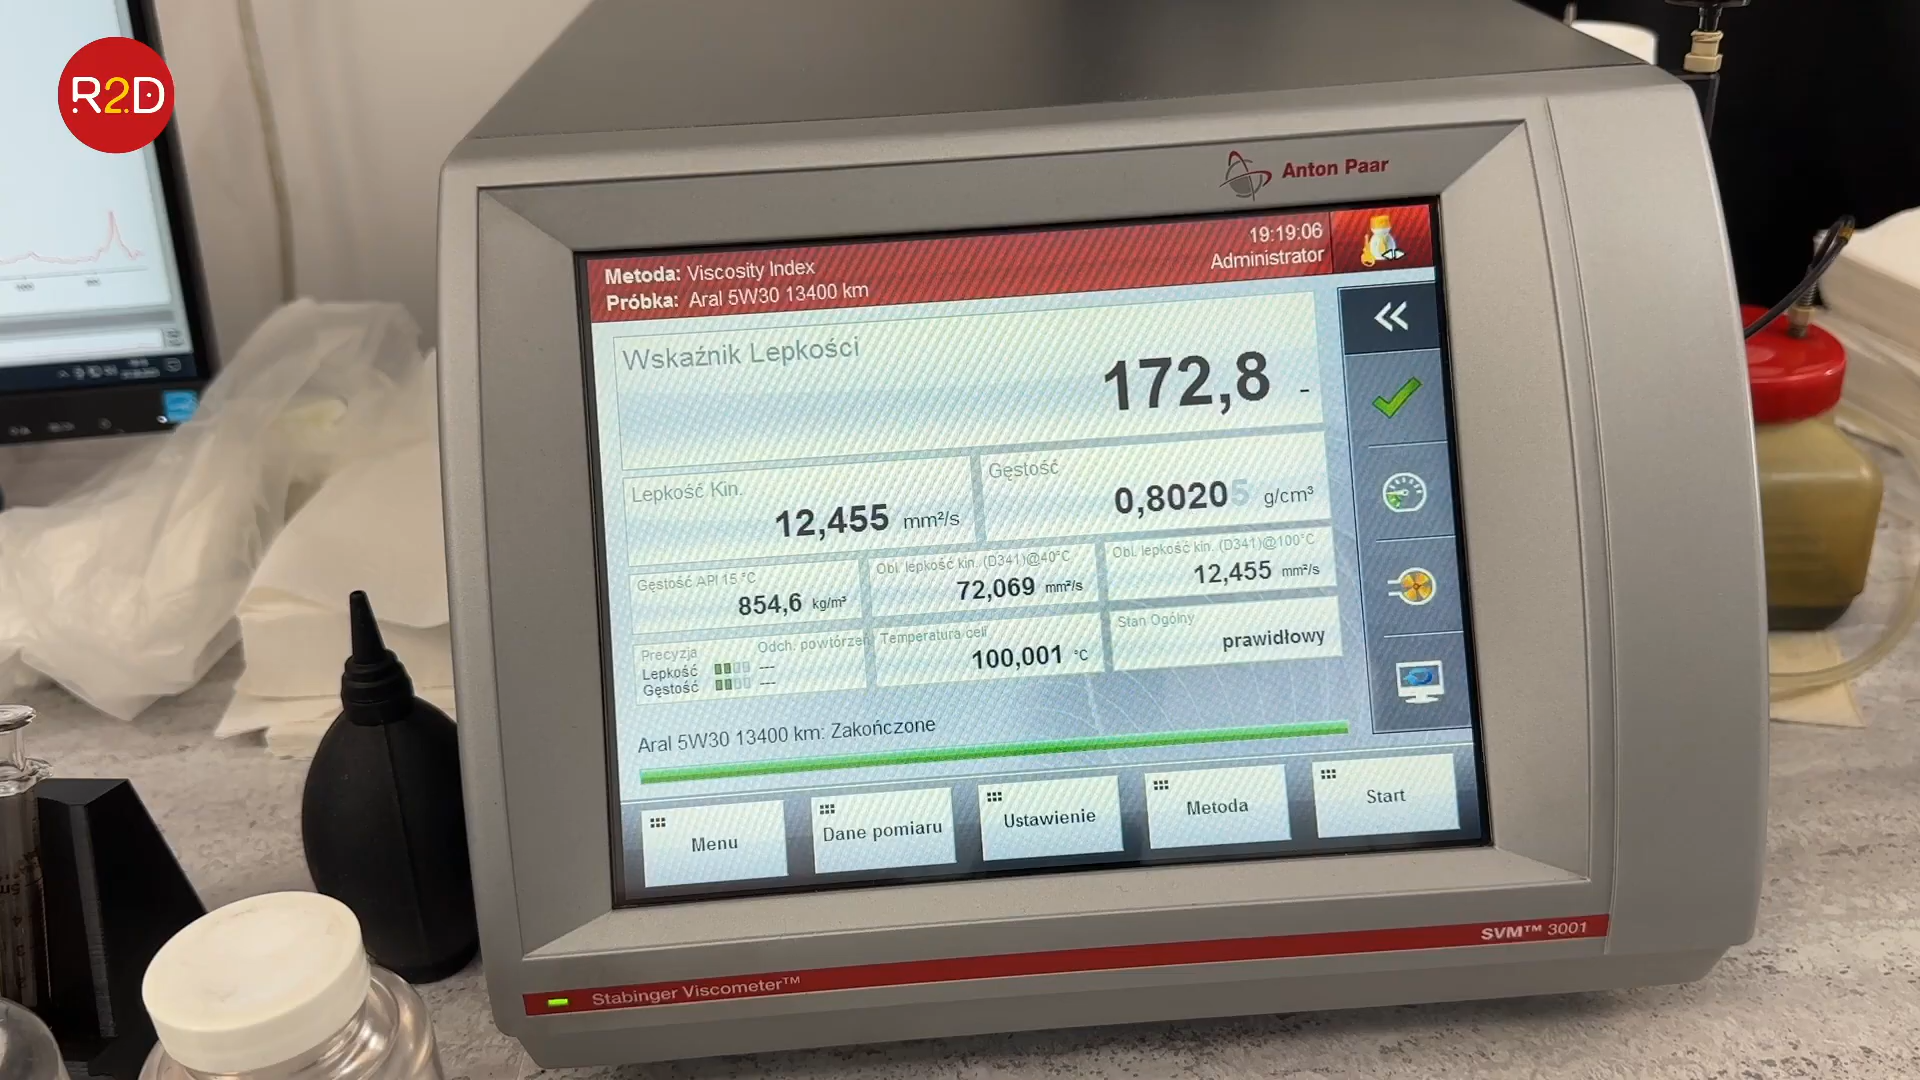 R2D
Anton Paar
Metoda: Viscosity Index
Próbka: Aral 5W30 13400 km
19:19:06
Administrator
Wskaźnik Lepkości
172,8 -
Lepkość Kin.
12,455 mm²/s
Gęstość
0,80205 g/cm³
Gęstość API 15 °C
854,6 kg/m³
Obl. lepkość kin. (D341)@40°C
72,069 mm²/s
Obl. lepkość kin. (D341)@100°C
12,455 mm²/s
Precyzja
Odch. powtórzeń
Lepkość ---
Gęstość ---
Temperatura celi
100,001 °C
Stan Ogólny
prawidłowy
Aral 5W30 13400 km: Zakończone
Menu
Dane pomiaru
Ustawienie
Metoda
Start
Stabinger Viscometer™
SVM™ 3001